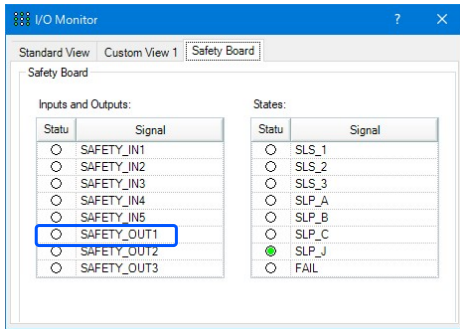 I/O Monitor
Standard View Custom View 1 Safety Board
Safety Board
Inputs and Outputs:
Statu Signal
SAFETY_IN1
SAFETY_IN2
SAFETY_IN3
SAFETY_IN4
SAFETY_IN5
SAFETY_OUT1
SAFETY_OUT2
SAFETY_OUT3
States:
Statu Signal
SLS_1
SLS_2
SLS_3
SLP_A
SLP_B
SLP_C
SLP_J
FAIL